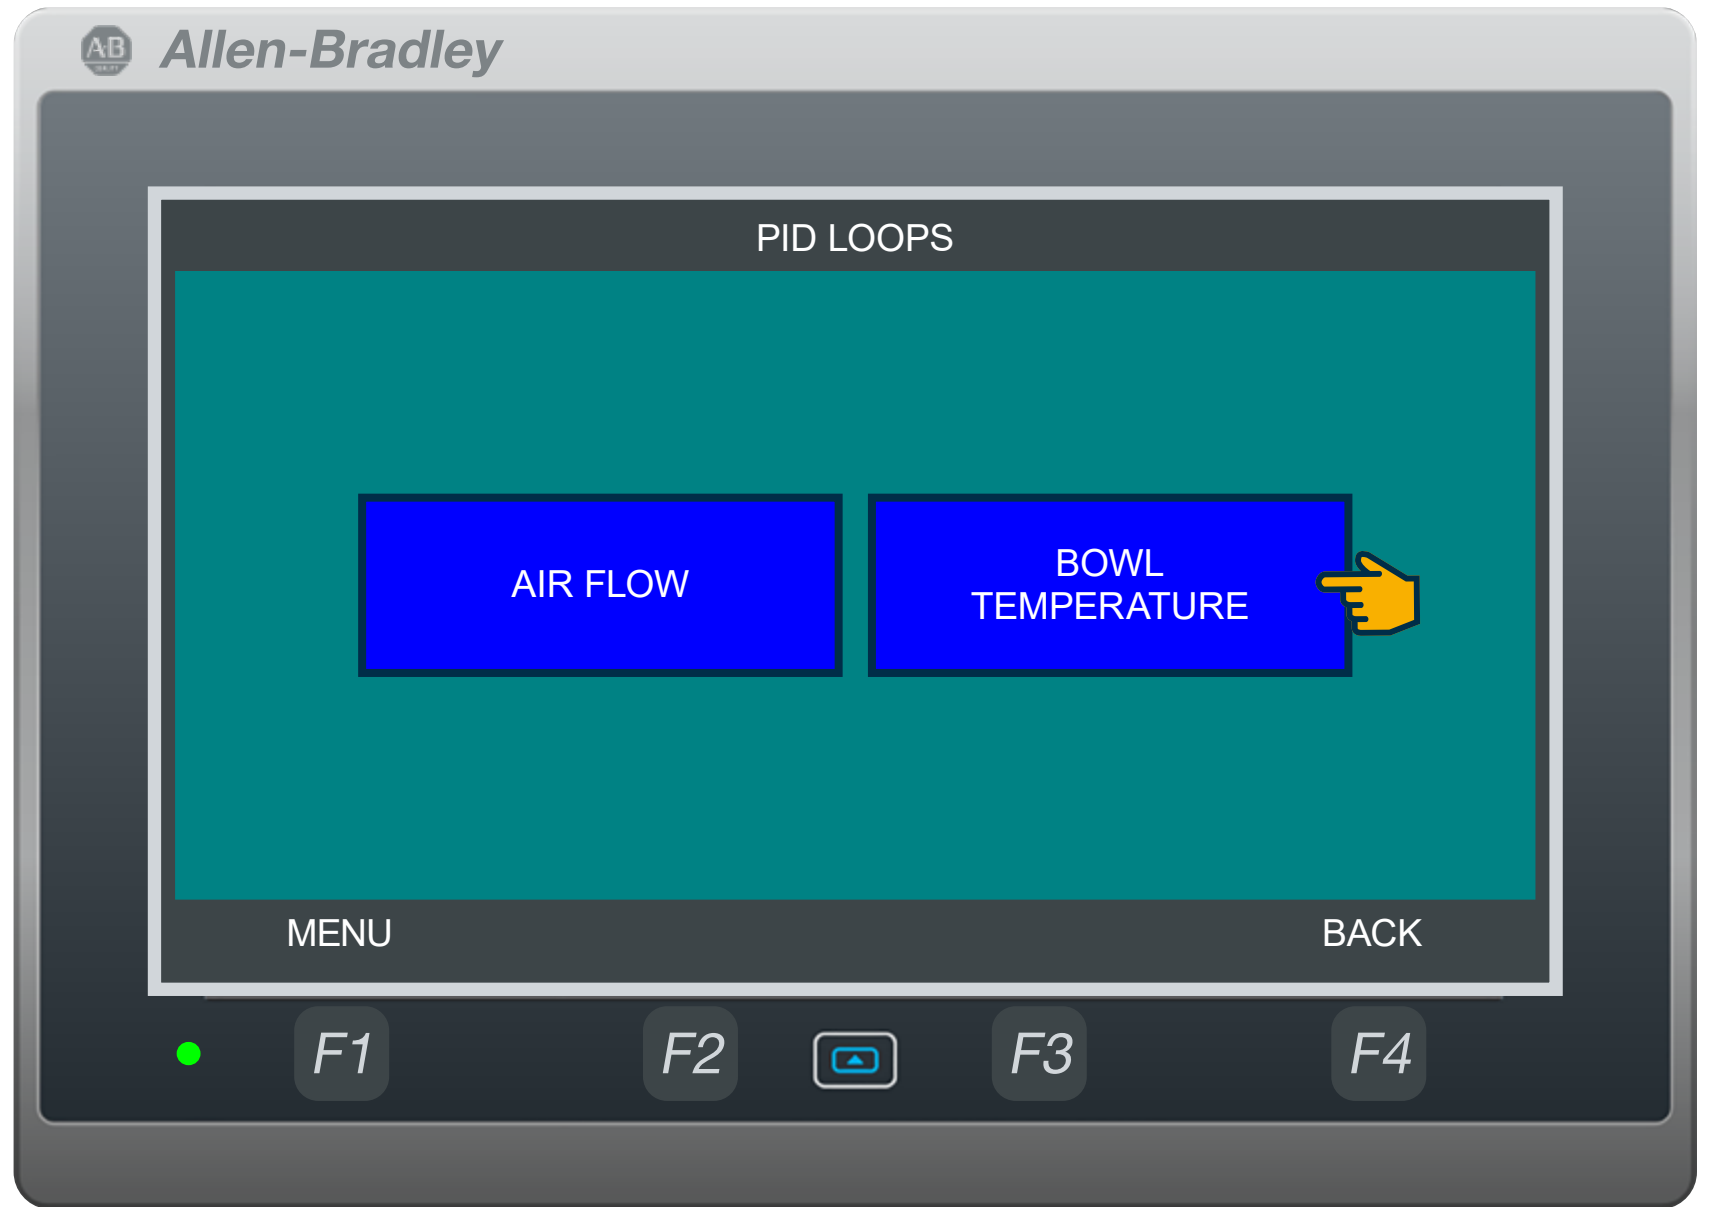 A·B
Allen-Bradley
PID LOOPS
AIR FLOW
BOWL
TEMPERATURE
MENU
BACK
F1
F2
F3
F4